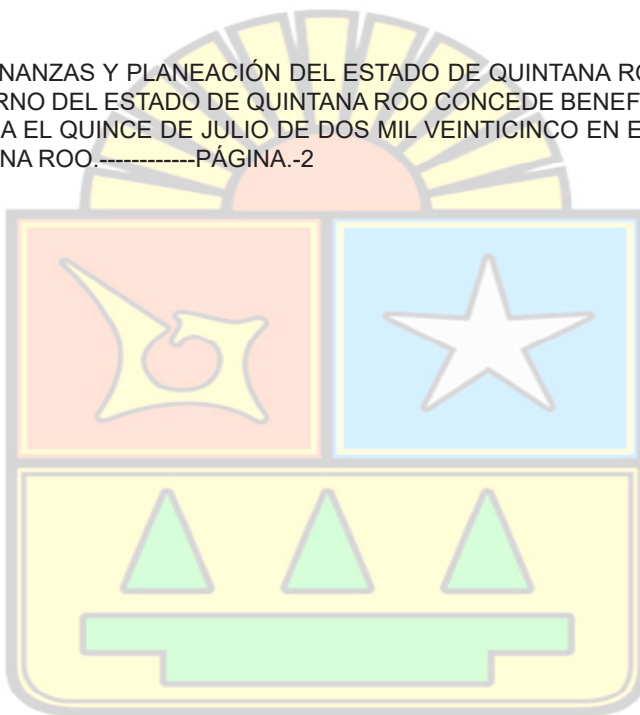 NANZAS Y PLANEACIÓN DEL ESTADO DE QUINTANA RO
RNO DEL ESTADO DE QUINTANA ROO CONCEDE BENEF
A EL QUINCE DE JULIO DE DOS MIL VEINTICINCO EN E
NA ROO.------------PÁGINA.-2